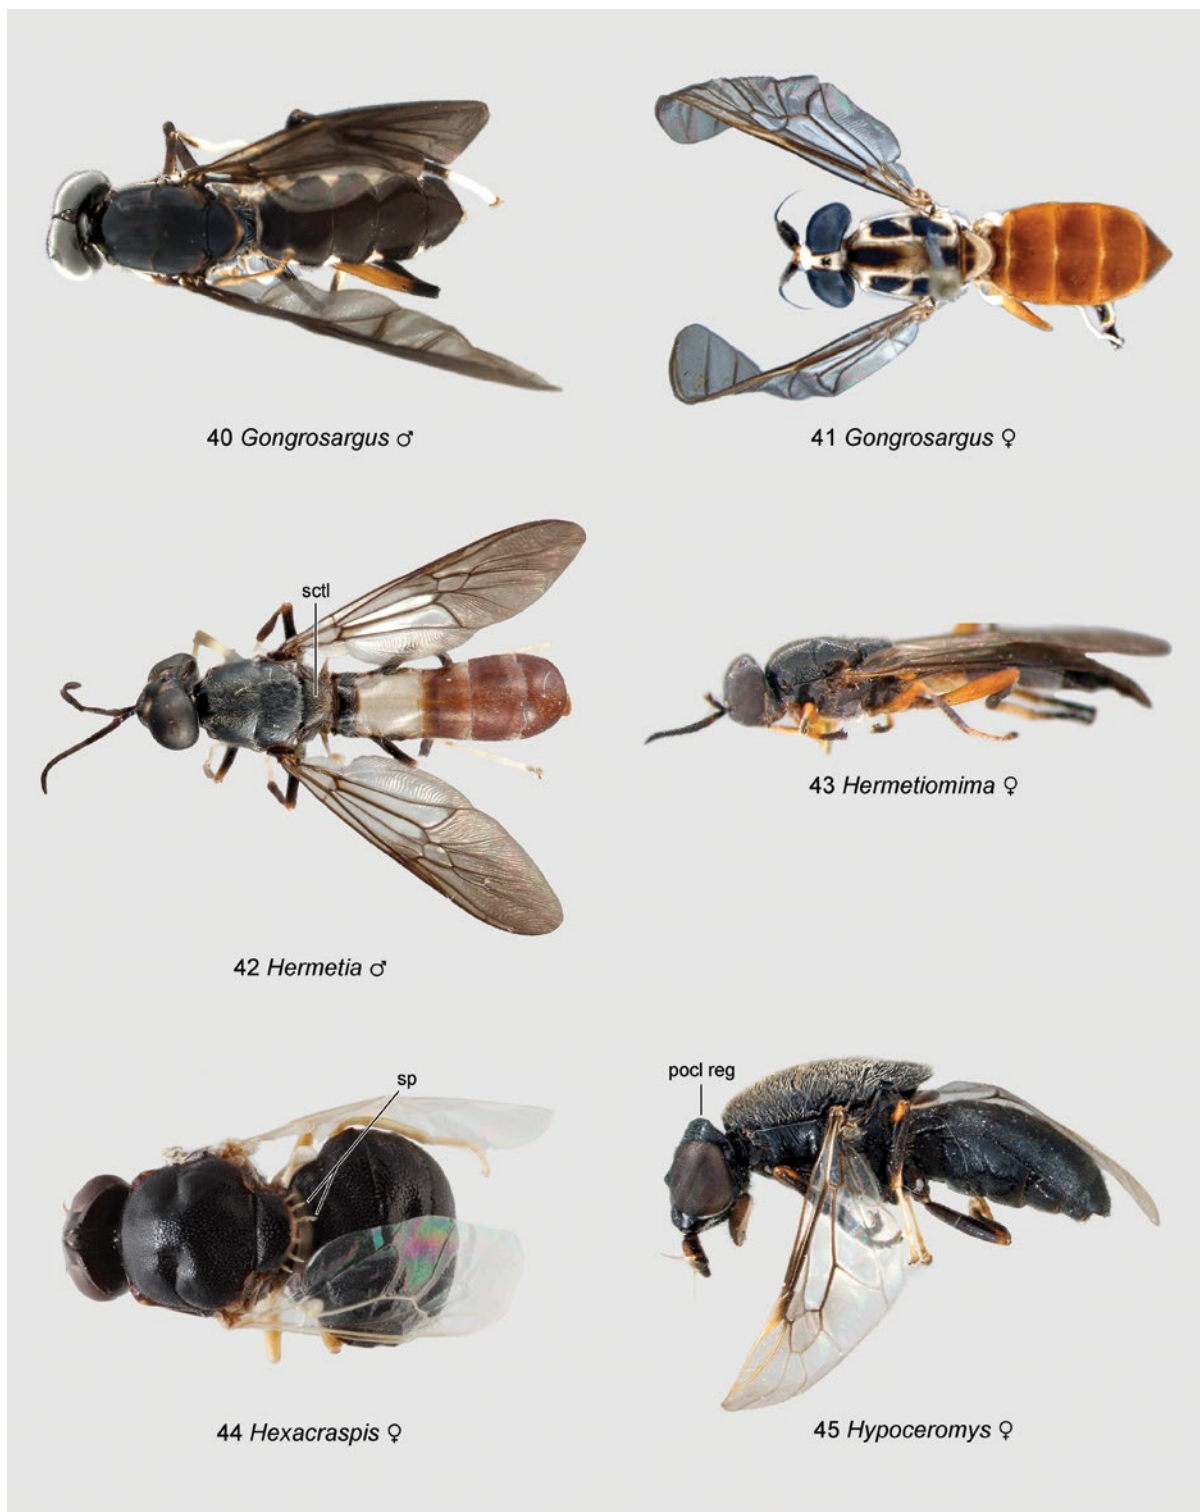 40 Gongrosargus ♂
41 Gongrosargus ♀
sctl
42 Hermetia ♂
43 Hermetiomima ♀
sp
44 Hexacraspis ♀
pocl reg
45 Hypoceromys ♀